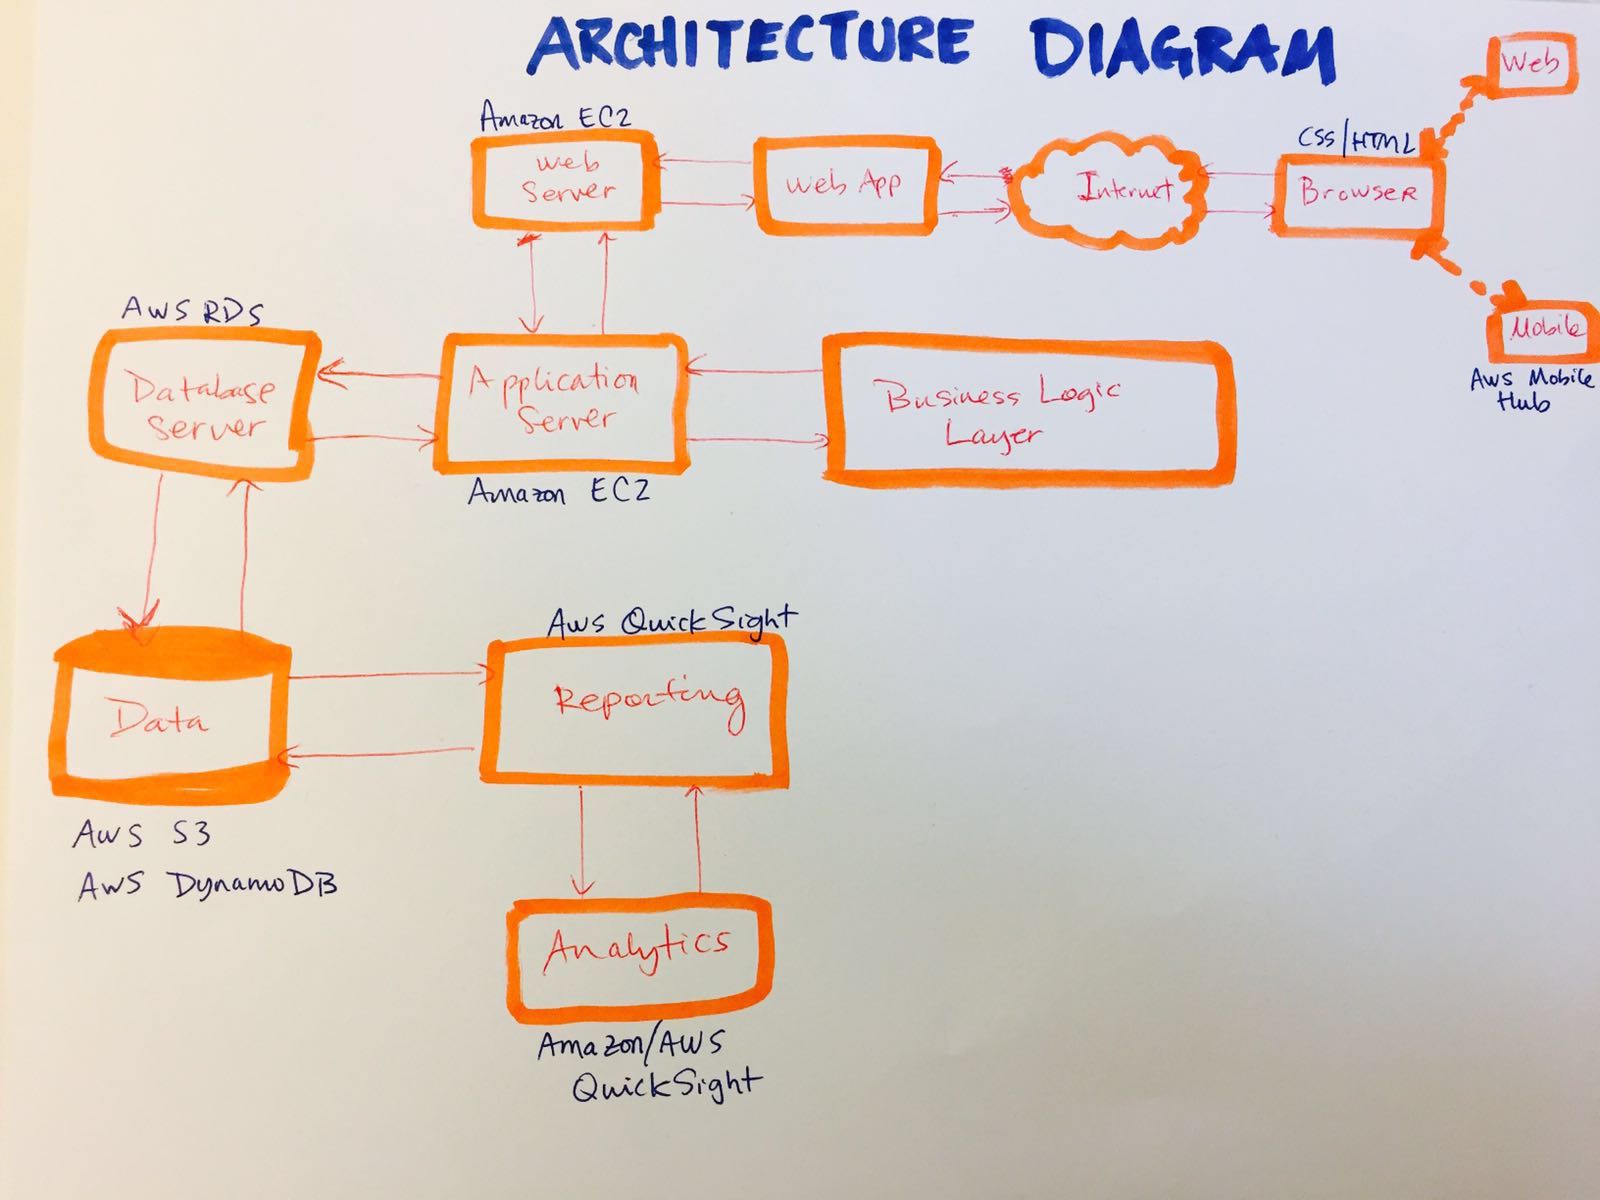 ARCHITECTURE DIAGRAM
Web
Amazon EC2
CSS/HTML
Web
Server
Web App
Internet
Browser
Mobile
AWS Mobile
Hub
AWS RDS
Database
Server
Application
Server
Amazon EC2
Business Logic
Layer
AWS QuickSight
Data
Reporting
AWS S3
AWS DynamoDB
Analytics
Amazon/AWS
QuickSight